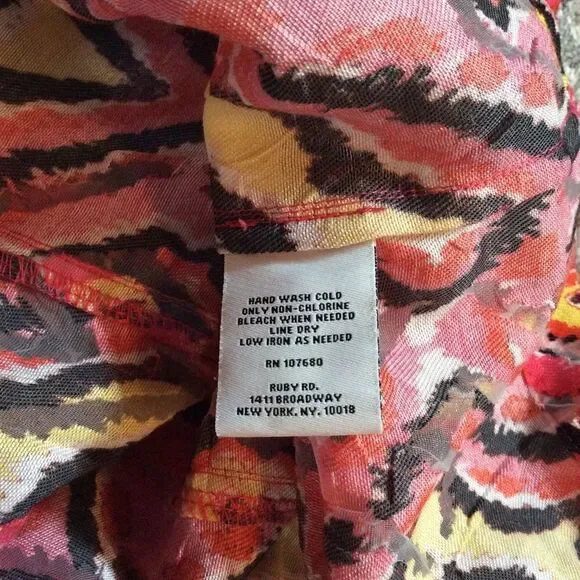 HAND WASH COLD
ONLY NON-CHLORINE
BLEACH WHEN NEEDED
LINE DRY
LOW IRON AS NEEDED
RN 107680
RUBY RD.
1411 BROADWAY
NEW YORK. NY. 10018